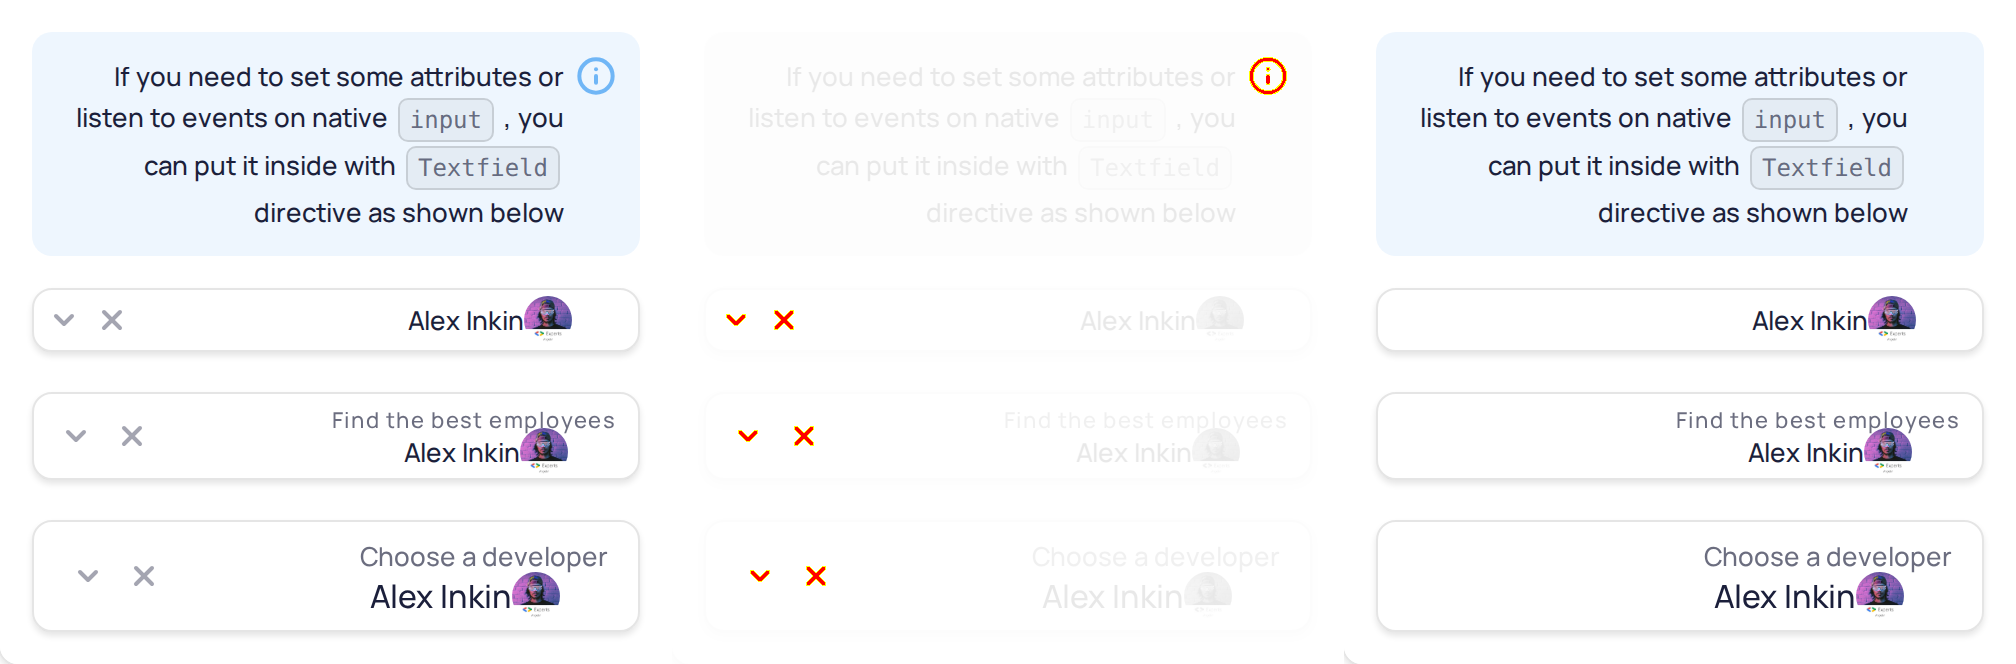 If you need to set some attributes or
listen to events on native input , you
can put it inside with Textfield
directive as shown below
Alex Inkin
Find the best employees
Alex Inkin
Choose a developer
Alex Inkin
If you need to set some attributes or
listen to events on native input , you
can put it inside with Textfield
directive as shown below
Alex Inkin
Find the best employees
Alex Inkin
Choose a developer
Alex Inkin
If you need to set some attributes or
listen to events on native input , you
can put it inside with Textfield
directive as shown below
Alex Inkin
Find the best employees
Alex Inkin
Choose a developer
Alex Inkin